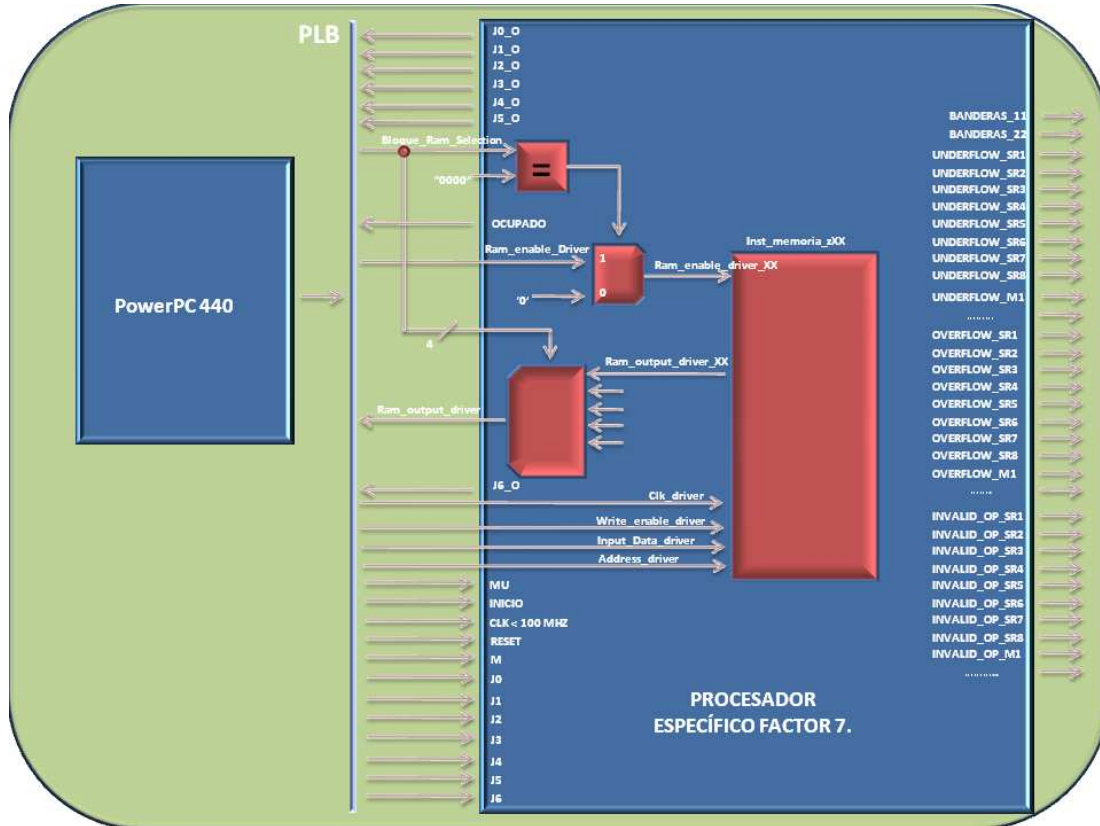 PLB
J0_O
J1_O
J2_O
J3_O
J4_O
J5_O
Bloque_Ram_Selection
"0000"
=
OCUPADO
Ram_enable_Driver
1
0
'0'
Ram_enable_driver_XX
Inst_memoria_zXX
4
Ram_output_driver_XX
Ram_output_driver
J6_O
Clk_driver
Write_enable_driver
Input_Data_driver
Address_driver
MU
INICIO
CLK < 100 MHZ
RESET
M
J0
J1
J2
J3
J4
J5
J6
PowerPC 440
PROCESADOR
ESPECÍFICO FACTOR 7.
BANDERAS_11
BANDERAS_22
UNDERFLOW_SR1
UNDERFLOW_SR2
UNDERFLOW_SR3
UNDERFLOW_SR4
UNDERFLOW_SR5
UNDERFLOW_SR6
UNDERFLOW_SR7
UNDERFLOW_SR8
UNDERFLOW_M1
.........
OVERFLOW_SR1
OVERFLOW_SR2
OVERFLOW_SR3
OVERFLOW_SR4
OVERFLOW_SR5
OVERFLOW_SR6
OVERFLOW_SR7
OVERFLOW_SR8
OVERFLOW_M1
.......
INVALID_OP_SR1
INVALID_OP_SR2
INVALID_OP_SR3
INVALID_OP_SR4
INVALID_OP_SR5
INVALID_OP_SR6
INVALID_OP_SR7
INVALID_OP_SR8
INVALID_OP_M1
...........